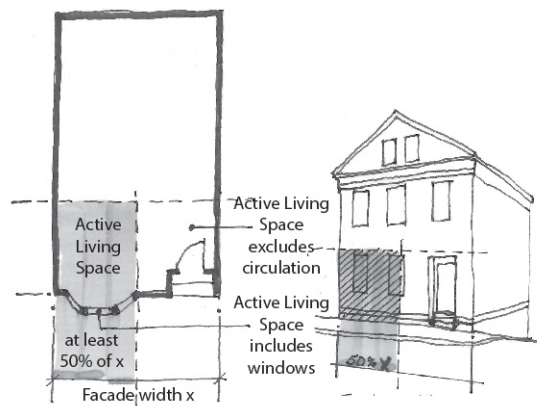 Active
Living
Space
Active Living
Space
excludes
circulation
Active Living
Space
includes
windows
at least
50% of x
Facade width x
50% X